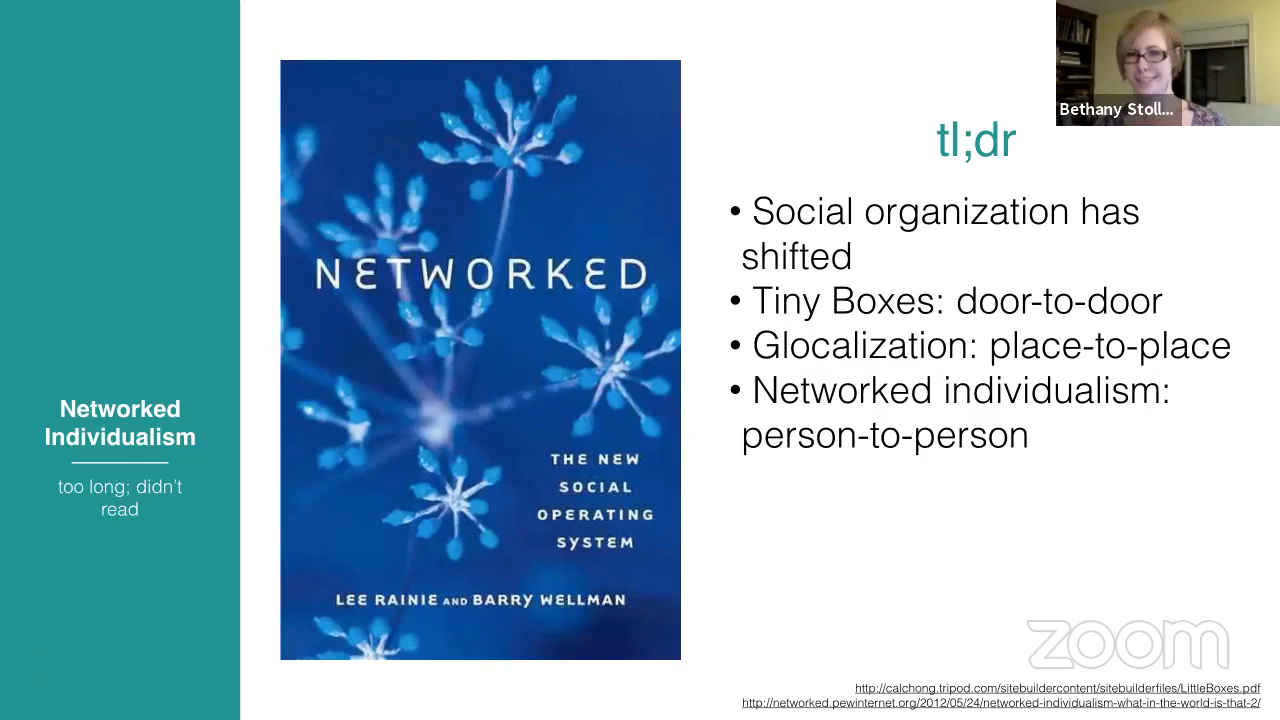 Networked
Individualism
too long; didn't
read
NETWORKED
THE NEW
SOCIAL
OPERATING
SYSTEM
LEE RAINIE AND BARRY WELLMAN
Bethany Stoll...
tl;dr
• Social organization has
shifted
• Tiny Boxes: door-to-door
• Glocalization: place-to-place
• Networked individualism:
person-to-person
zoom
http://calchong.tripod.com/sitebuildercontent/sitebuilderfiles/LittleBoxes.pdf
http://networked.pewinternet.org/2012/05/24/networked-individualism-what-in-the-world-is-that-2/